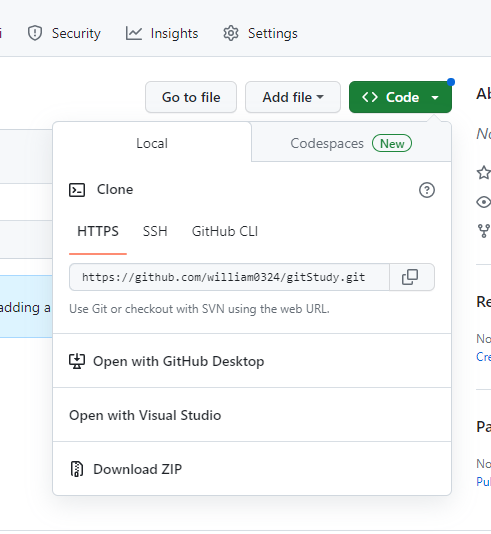 i Security Insights Settings
Go to file Add file Code
Ab
Local Codespaces New
No
Clone
HTTPS SSH GitHub CLI
https://github.com/william0324/gitStudy.git
Re
adding a
Use Git or checkout with SVN using the web URL.
No
Cre
Open with GitHub Desktop
Open with Visual Studio
Pa
No
Download ZIP
Pul